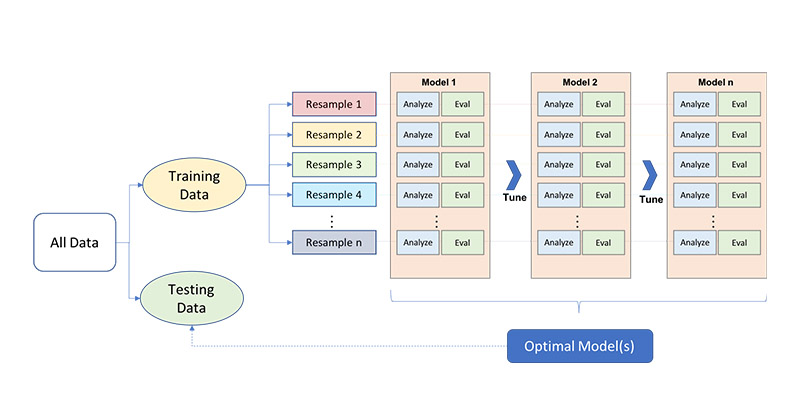 All Data
Training
Data
Testing
Data
Resample 1
Resample 2
Resample 3
Resample 4
Resample n
Model 1
Analyze Eval
Analyze Eval
Analyze Eval
Analyze Eval
Analyze Eval
Tune
Model 2
Analyze Eval
Analyze Eval
Analyze Eval
Analyze Eval
Analyze Eval
Tune
Model n
Analyze Eval
Analyze Eval
Analyze Eval
Analyze Eval
Analyze Eval
Optimal Model(s)